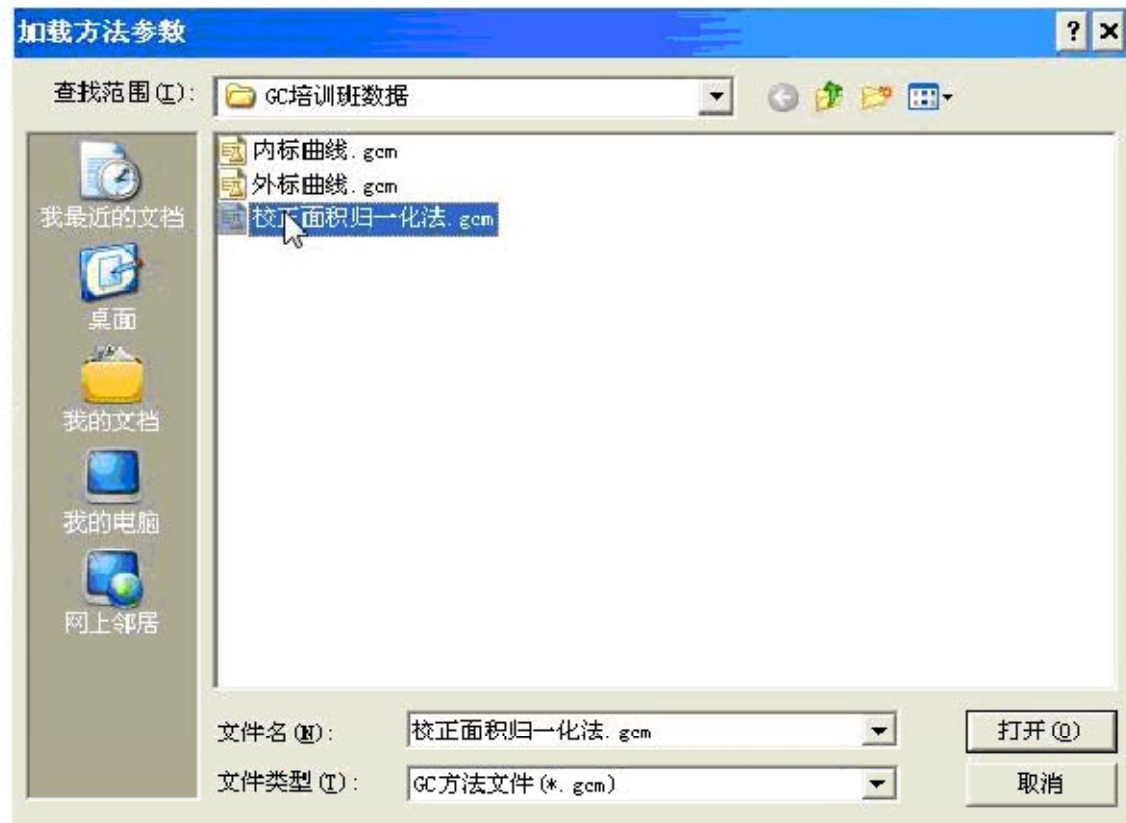 加载方法参数
查找范围(I): GC培训班数据
内标曲线.gcm
外标曲线.gcm
校正面积归一化法.gcm
我最近的文档
桌面
我的文档
我的电脑
网上邻居
文件名(N): 校正面积归一化法.gcm 打开(O)
文件类型(T): GC方法文件(*.gcm) 取消